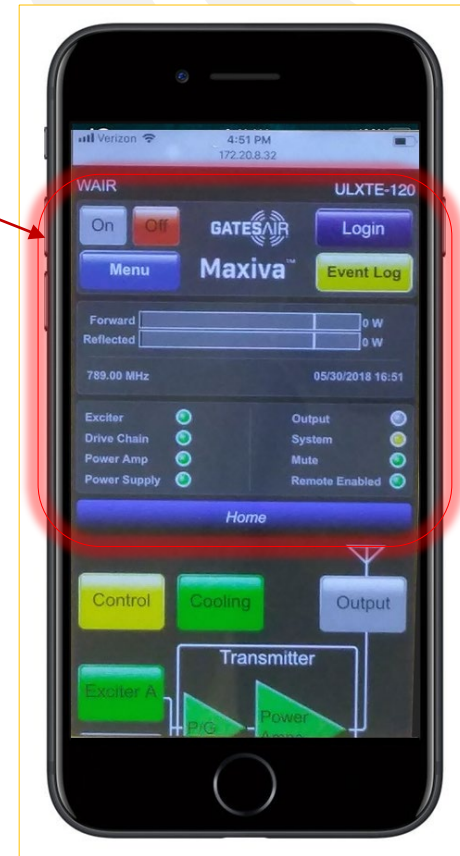 Verizon 4:51 PM
172.20.8.32
WAIR ULXTE-120
On Off GATESAIR Login
Menu Maxiva™ Event Log
Forward 0 W
Reflected 0 W
789.00 MHz 05/30/2018 16:51
Exciter Output
Drive Chain System
Power Amp Mute
Power Supply Remote Enabled
Home
Control Cooling Output
Transmitter
Exciter A
Power